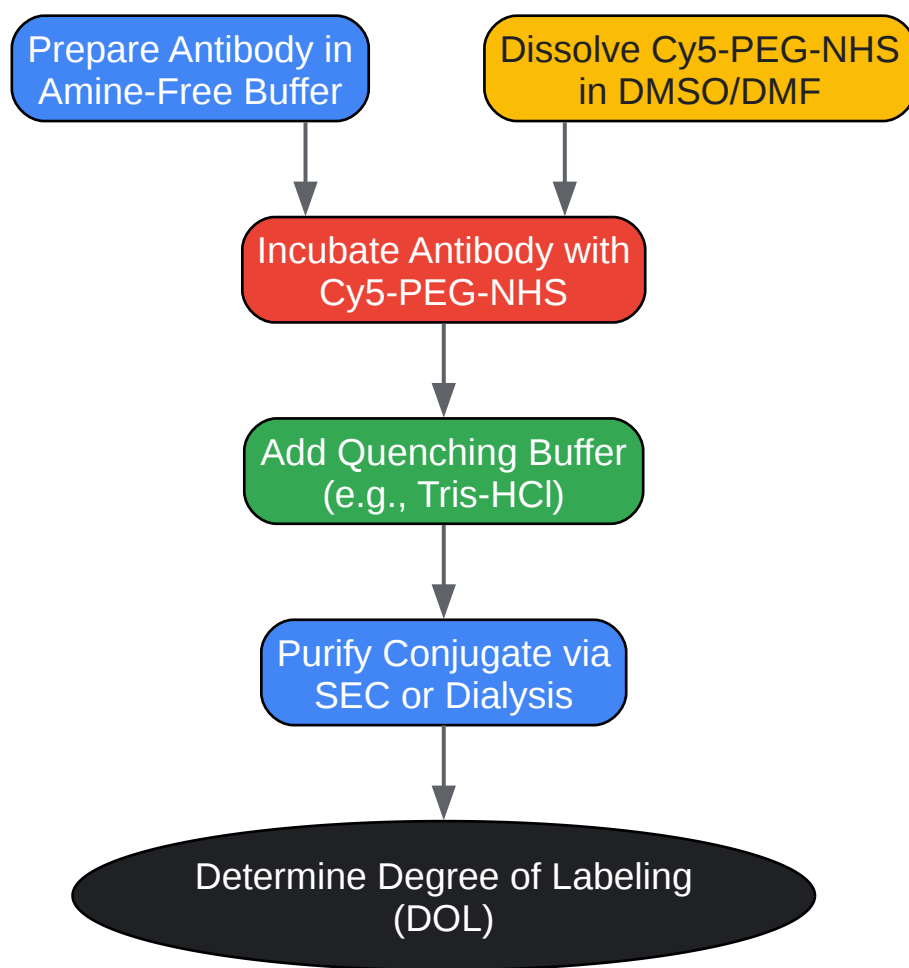 Prepare Antibody in
Amine-Free Buffer
Dissolve Cy5-PEG-NHS
in DMSO/DMF
Incubate Antibody with
Cy5-PEG-NHS
Add Quenching Buffer
(e.g., Tris-HCl)
Purify Conjugate via
SEC or Dialysis
Determine Degree of Labeling
(DOL)